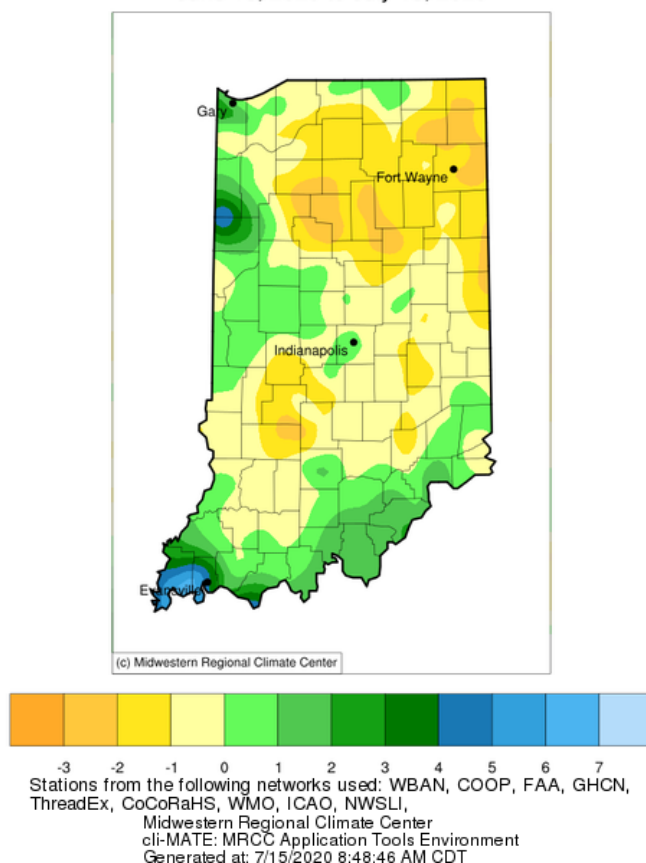 Gary
Fort Wayne
Indianapolis
Evansville
(c) Midwestern Regional Climate Center
-3 -2 -1 0 1 2 3 4 5 6 7
Stations from the following networks used: WBAN, COOP, FAA, GHCN,
ThreadEx, CoCoRaHS, WMO, ICAO, NWSLI,
Midwestern Regional Climate Center
cli-MATE: MRCC Application Tools Environment
Generated at: 7/15/2020 8:48:46 AM CDT